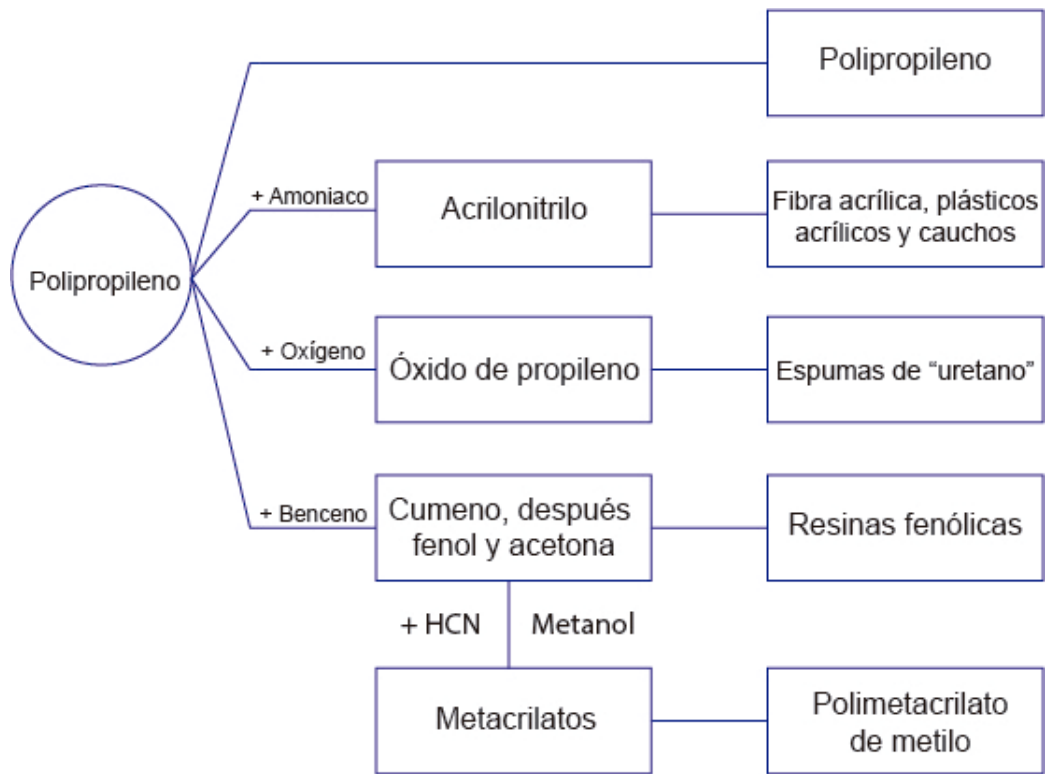 Polipropileno
Polipropileno
+ Amoniaco
Acrilonitrilo
Fibra acrílica, plásticos
acrílicos y cauchos
+ Oxígeno
Óxido de propileno
Espumas de “uretano”
+ Benceno
Cumeno, después
fenol y acetona
Resinas fenólicas
+ HCN
Metanol
Metacrilatos
Polimetacrilato
de metilo